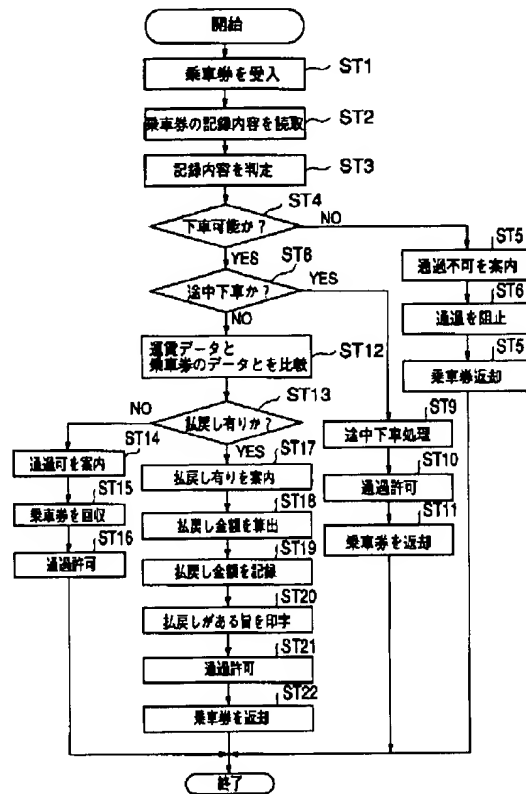 開始
乗車券を受入
ST1
乗車券の記録内容を読取
ST2
記録内容を判定
ST3
下車可能か?
ST4
NO
YES
途中下車か?
ST8
YES
NO
通過不可を案内
ST5
通過を阻止
ST6
乗車券返却
ST5
運賃データと
乗車券のデータとを比較
ST12
払戻し有りか?
ST13
NO
YES
途中下車処理
ST9
通過許可
ST10
乗車券を返却
ST11
通過可を案内
ST14
乗車券を回収
ST15
通過許可
ST16
払戻し有りを案内
ST17
払戻し金額を算出
ST18
払戻し金額を記録
ST19
払戻しがある旨を印字
ST20
通過許可
ST21
乗車券を返却
ST22
終了